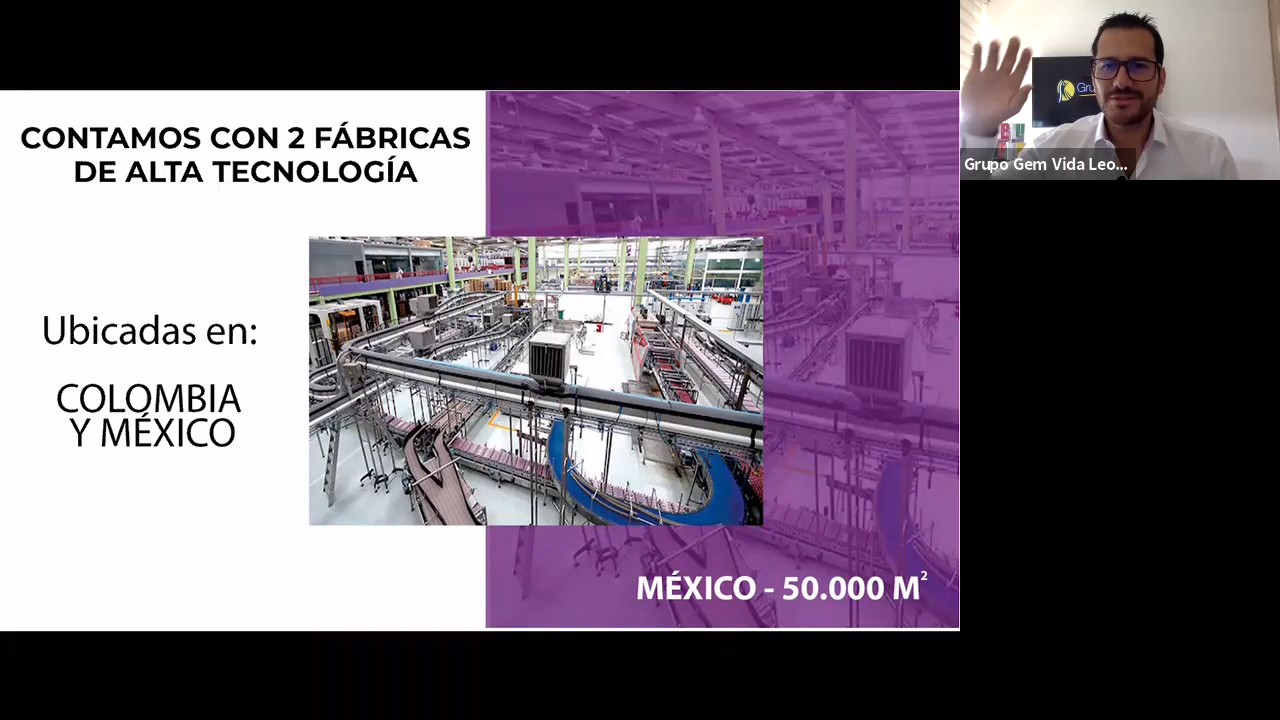 CONTAMOS CON 2 FÁBRICAS
DE ALTA TECNOLOGÍA
Ubicadas en:
COLOMBIA
Y MÉXICO
MÉXICO - 50.000 M²
Gru
Grupo Gem Vida Leo...